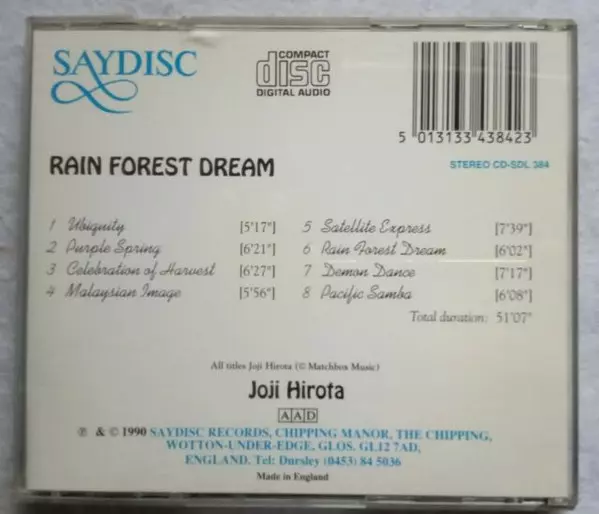 SAYDISC
COMPACT
disc
DIGITAL AUDIO
5 013133 438423
STEREO CD-SDL 384
RAIN FOREST DREAM
1 Ubiquity [5'17"]
2 Purple Spring [6'21"]
3 Celebration of Harvest [6'27"]
4 Malaysian Image [5'56"]
5 Satellite Express [7'39"]
6 Rain Forest Dream [6'02"]
7 Demon Dance [7'17"]
8 Pacific Samba [6'08"]
Total duration: 51'07"
All titles Joji Hirota (© Matchbox Music)
Joji Hirota
AAD
℗ & © 1990 SAYDISC RECORDS, CHIPPING MANOR, THE CHIPPING,
WOTTON-UNDER-EDGE, GLOS. GL12 7AD,
ENGLAND. Tel: Dursley (0453) 84 5036
Made in England